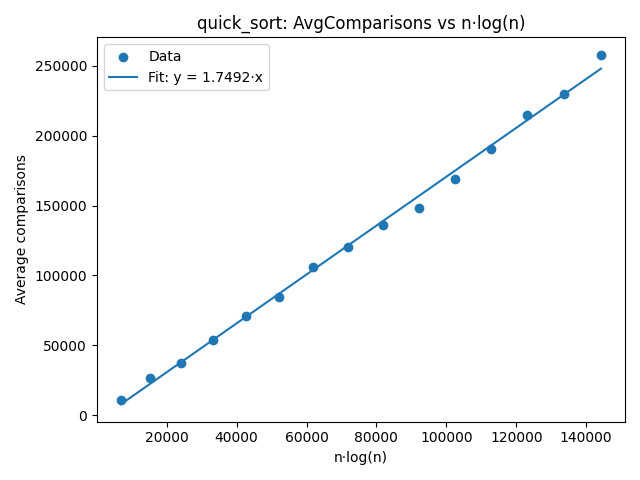 quick_sort: AvgComparisons vs n·log(n)
Data
Fit: y = 1.7492·x
Average comparisons
250000
200000
150000
100000
50000
0
20000 40000 60000 80000 100000 120000 140000
n·log(n)